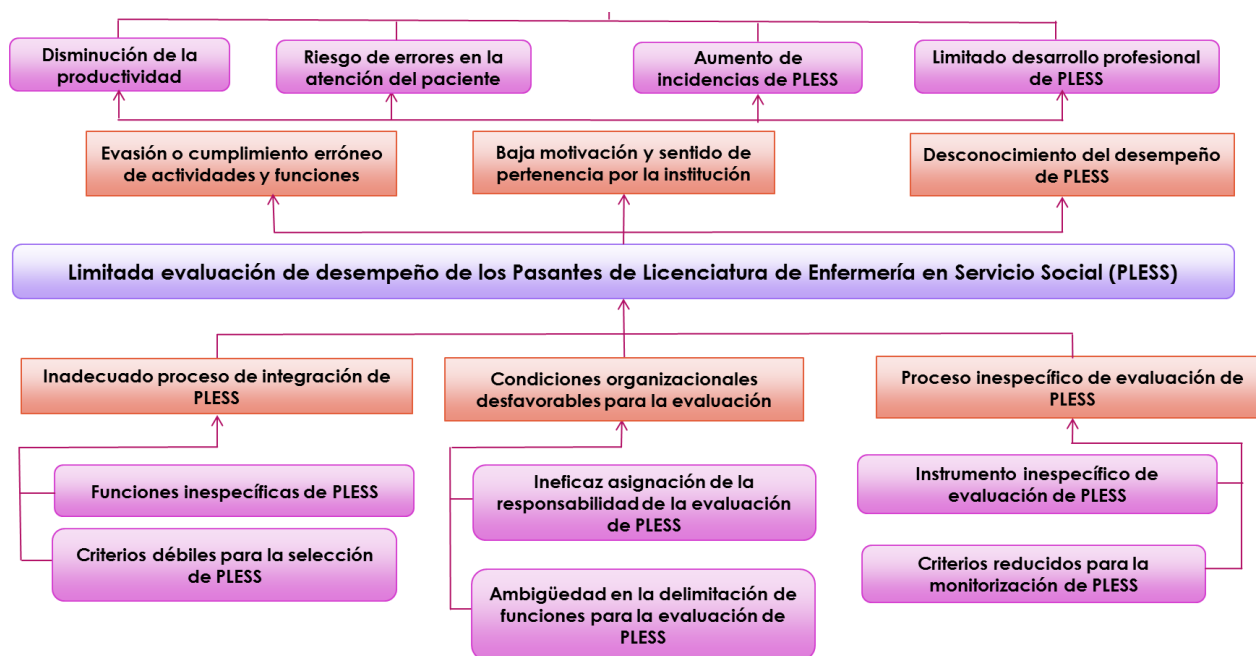 Disminución de la
productividad
Riesgo de errores en la
atención del paciente
Aumento de
incidencias de PLESS
Limitado desarrollo profesional
de PLESS
Evasión o cumplimiento erróneo
de actividades y funciones
Baja motivación y sentido de
pertenencia por la institución
Desconocimiento del desempeño
de PLESS
Limitada evaluación de desempeño de los Pasantes de Licenciatura de Enfermería en Servicio Social (PLESS)
Inadecuado proceso de integración de
PLESS
Condiciones organizacionales
desfavorables para la evaluación
Proceso inespecífico de evaluación de
PLESS
Funciones inespecíficas de PLESS
Criterios débiles para la selección
de PLESS
Ineficaz asignación de la
responsabilidad de la evaluación
de PLESS
Ambigüedad en la delimitación de
funciones para la evaluación de
PLESS
Instrumento inespecífico de
evaluación de PLESS
Criterios reducidos para la
monitorización de PLESS